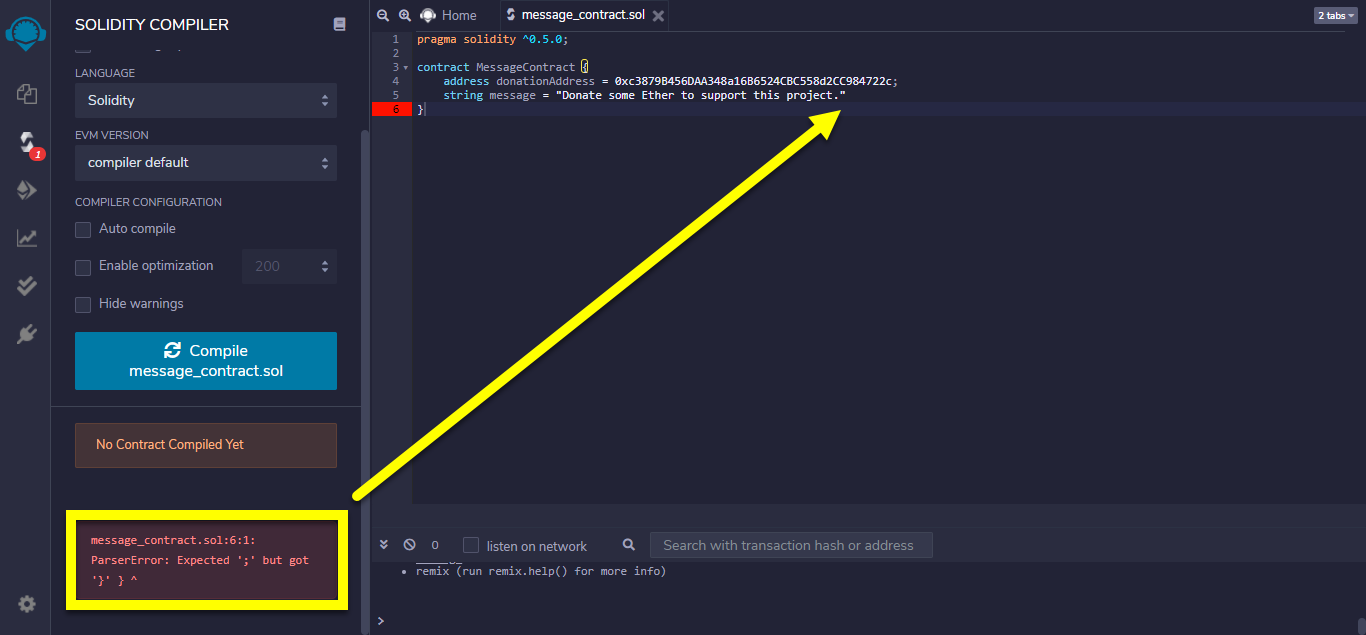 SOLIDITY COMPILER
LANGUAGE
Solidity
EVM VERSION
compiler default
COMPILER CONFIGURATION
Auto compile
Enable optimization
200
Hide warnings
Compile
message_contract.sol
No Contract Compiled Yet
message_contract.sol:6:1:
ParserError: Expected ';' but got
'}' } ^
1
Home
message_contract.sol
2 tabs
1 pragma solidity ^0.5.0;
2
3 contract MessageContract {
4 address donationAddress = 0xc3879B456DAA348a16B6524CBC558d2CC984722c;
5 string message = "Donate some Ether to support this project."
6 }
0
listen on network
Search with transaction hash or address
• remix (run remix.help() for more info)
>